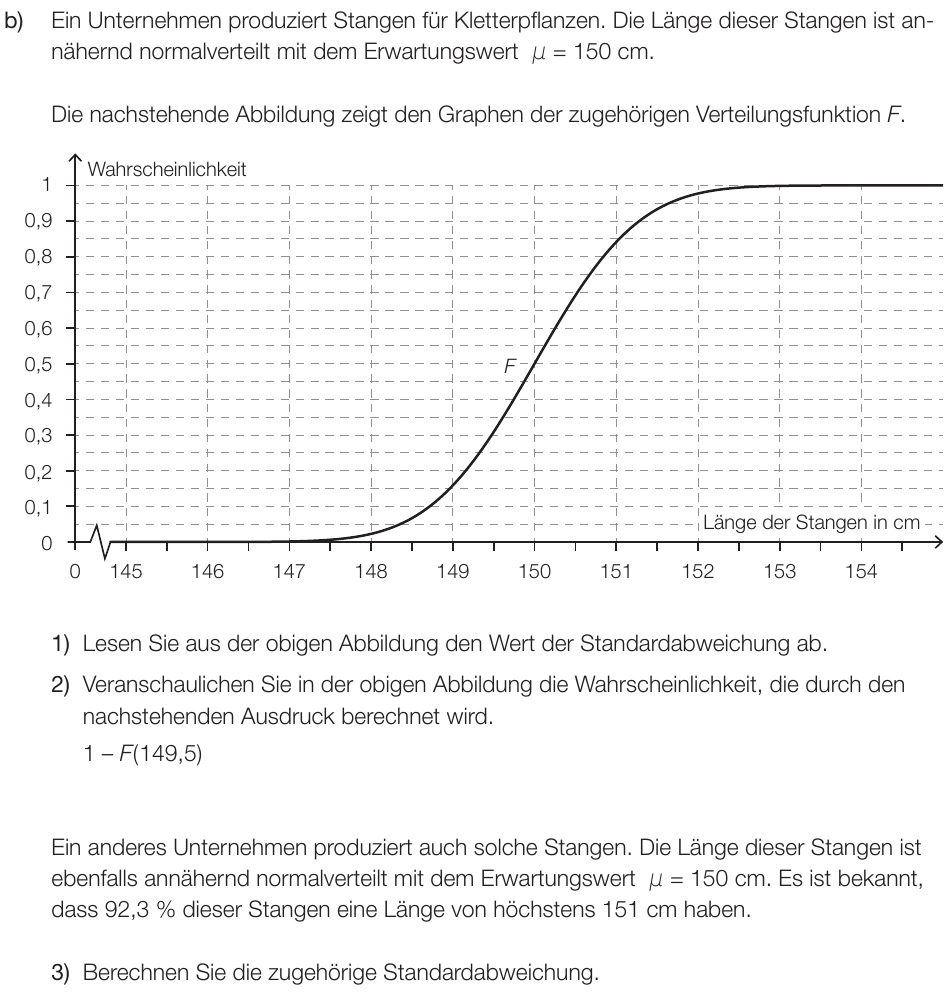 b) Ein Unternehmen produziert Stangen für Kletterpflanzen. Die Länge dieser Stangen ist an-
nähernd normalverteilt mit dem Erwartungswert μ = 150 cm.
Die nachstehende Abbildung zeigt den Graphen der zugehörigen Verteilungsfunktion F.
Wahrscheinlichkeit
1
0,9
0,8
0,7
0,6
0,5
F
0,4
0,3
0,2
0,1
Länge der Stangen in cm
0
0 145 146 147 148 149 150 151 152 153 154
1) Lesen Sie aus der obigen Abbildung den Wert der Standardabweichung ab.
2) Veranschaulichen Sie in der obigen Abbildung die Wahrscheinlichkeit, die durch den
nachstehenden Ausdruck berechnet wird.
1 – F(149,5)
Ein anderes Unternehmen produziert auch solche Stangen. Die Länge dieser Stangen ist
ebenfalls annähernd normalverteilt mit dem Erwartungswert μ = 150 cm. Es ist bekannt,
dass 92,3 % dieser Stangen eine Länge von höchstens 151 cm haben.
3) Berechnen Sie die zugehörige Standardabweichung.